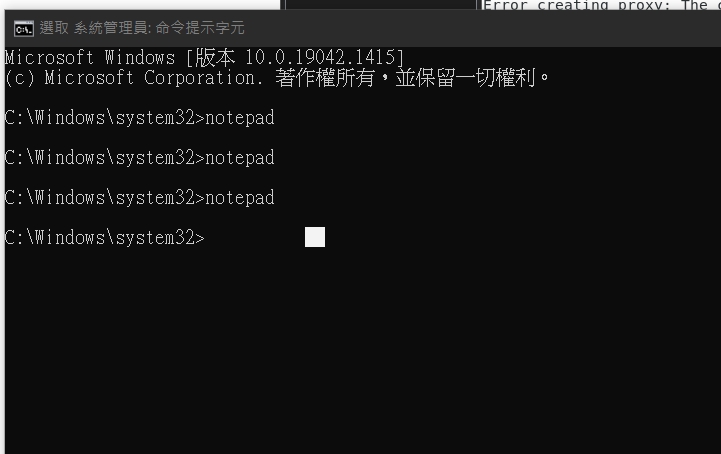 Error creating proxy: The
選取 系統管理員: 命令提示字元
Microsoft Windows [版本 10.0.19042.1415]
(c) Microsoft Corporation. 著作權所有，並保留一切權利。
C:\Windows\system32>notepad
C:\Windows\system32>notepad
C:\Windows\system32>notepad
C:\Windows\system32>